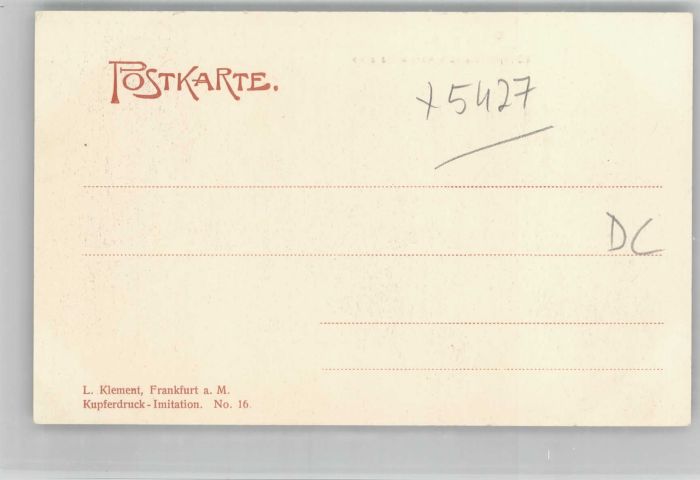 POSTKARTE.
x5427
DC
L. Klement, Frankfurt a. M.
Kupferdruck-Imitation. No. 16.